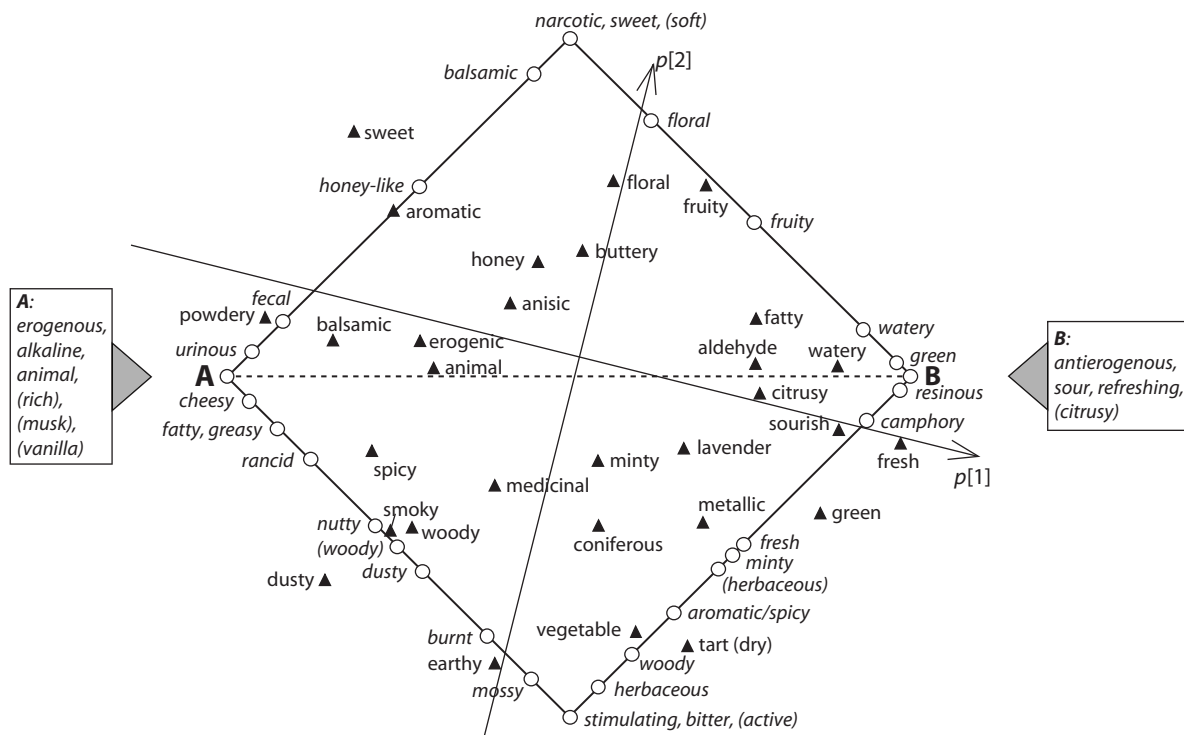 narcotic, sweet, (soft)
p[2]
balsamic
floral
sweet
honey-like
floral
aromatic
fruity
fruity
honey
buttery
A:
erogenous,
alkaline,
animal,
(rich),
(musk),
(vanilla)
fecal
powdery
anisic
balsamic
erogenic
fatty
watery
urinous
animal
aldehyde
watery
green
A
B
B:
antierogenous,
sour, refreshing,
(citrusy)
cheesy
citrusy
resinous
fatty, greasy
sourish
camphory
rancid
spicy
minty
lavender
fresh
p[1]
medicinal
smoky
metallic
green
nutty
(woody)
woody
coniferous
fresh
minty
dusty
dusty
(herbaceous)
aromatic/spicy
burnt
vegetable
tart (dry)
earthy
woody
mossy
herbaceous
stimulating, bitter, (active)